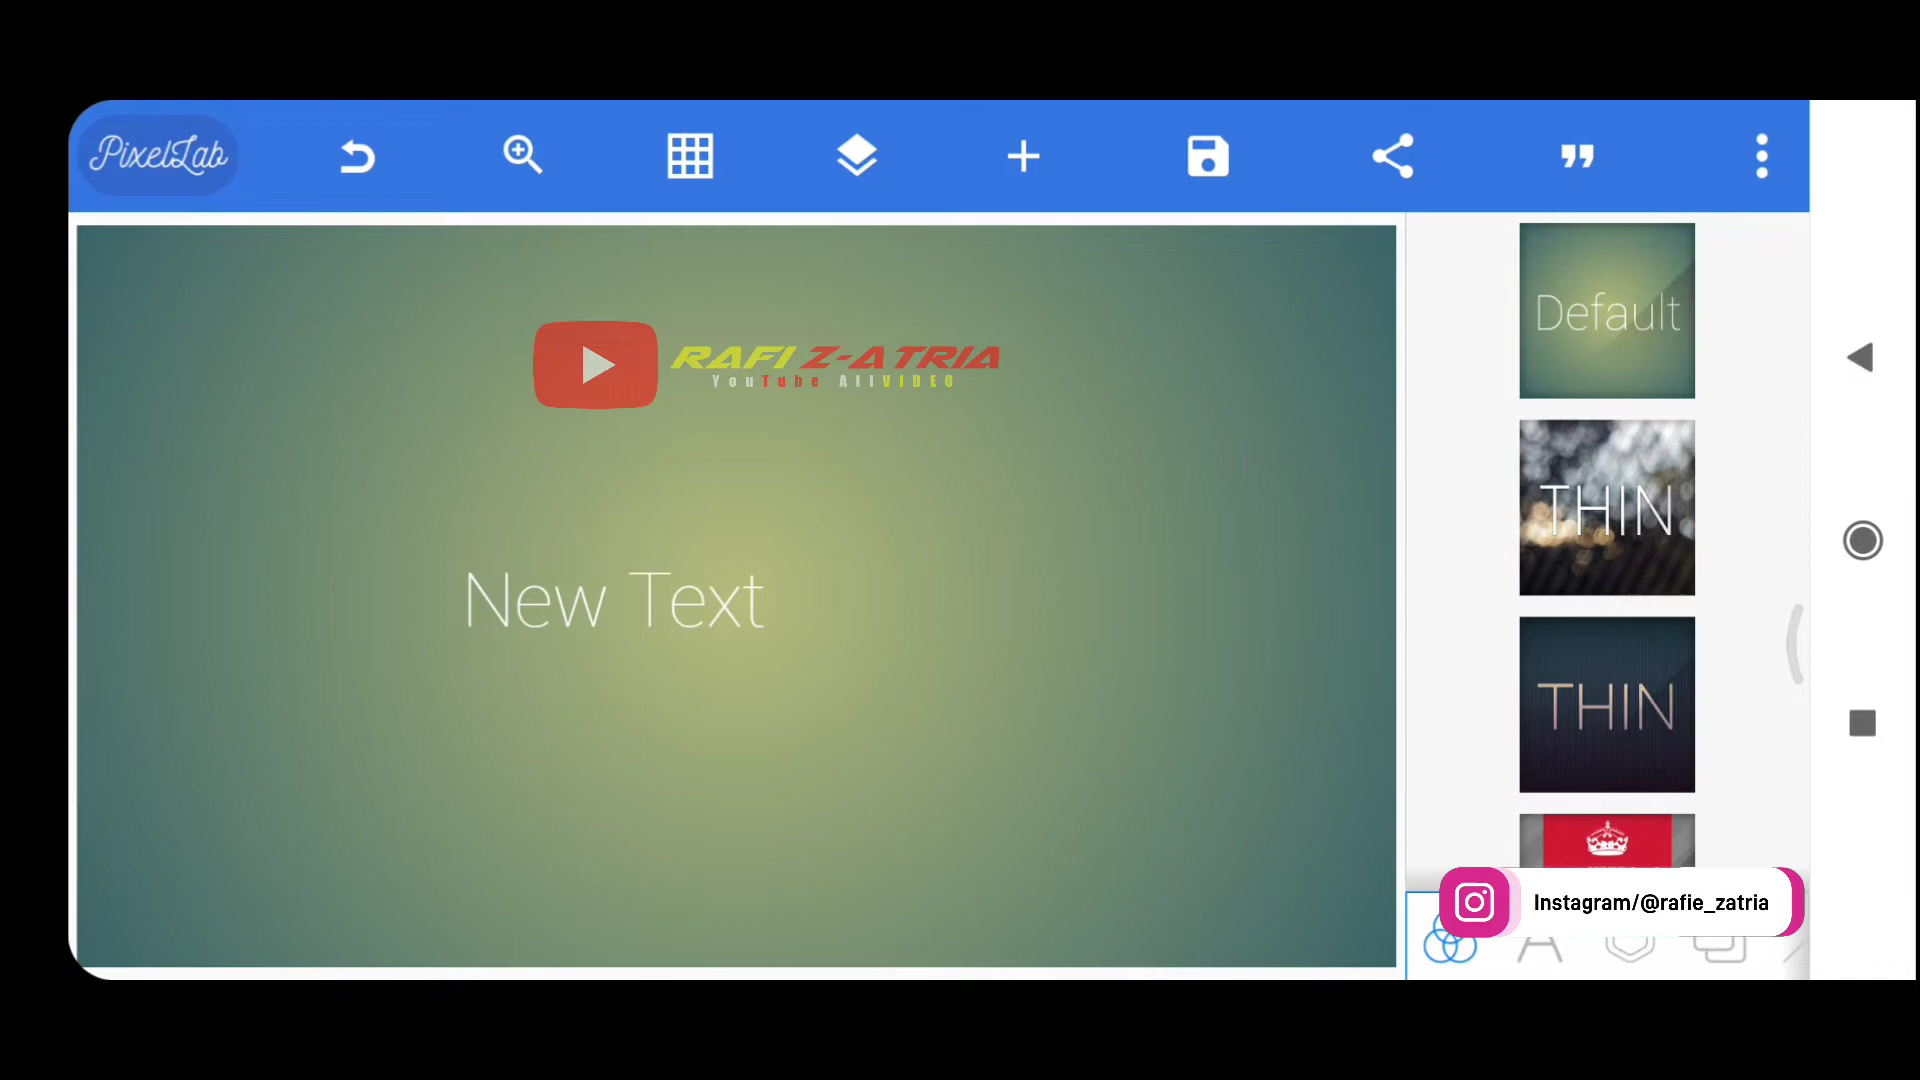 PixelLab
RAFI Z-ATRIA
YouTube AllVIDEO
New Text
Default
THIN
THIN
Instagram/@rafie_zatria